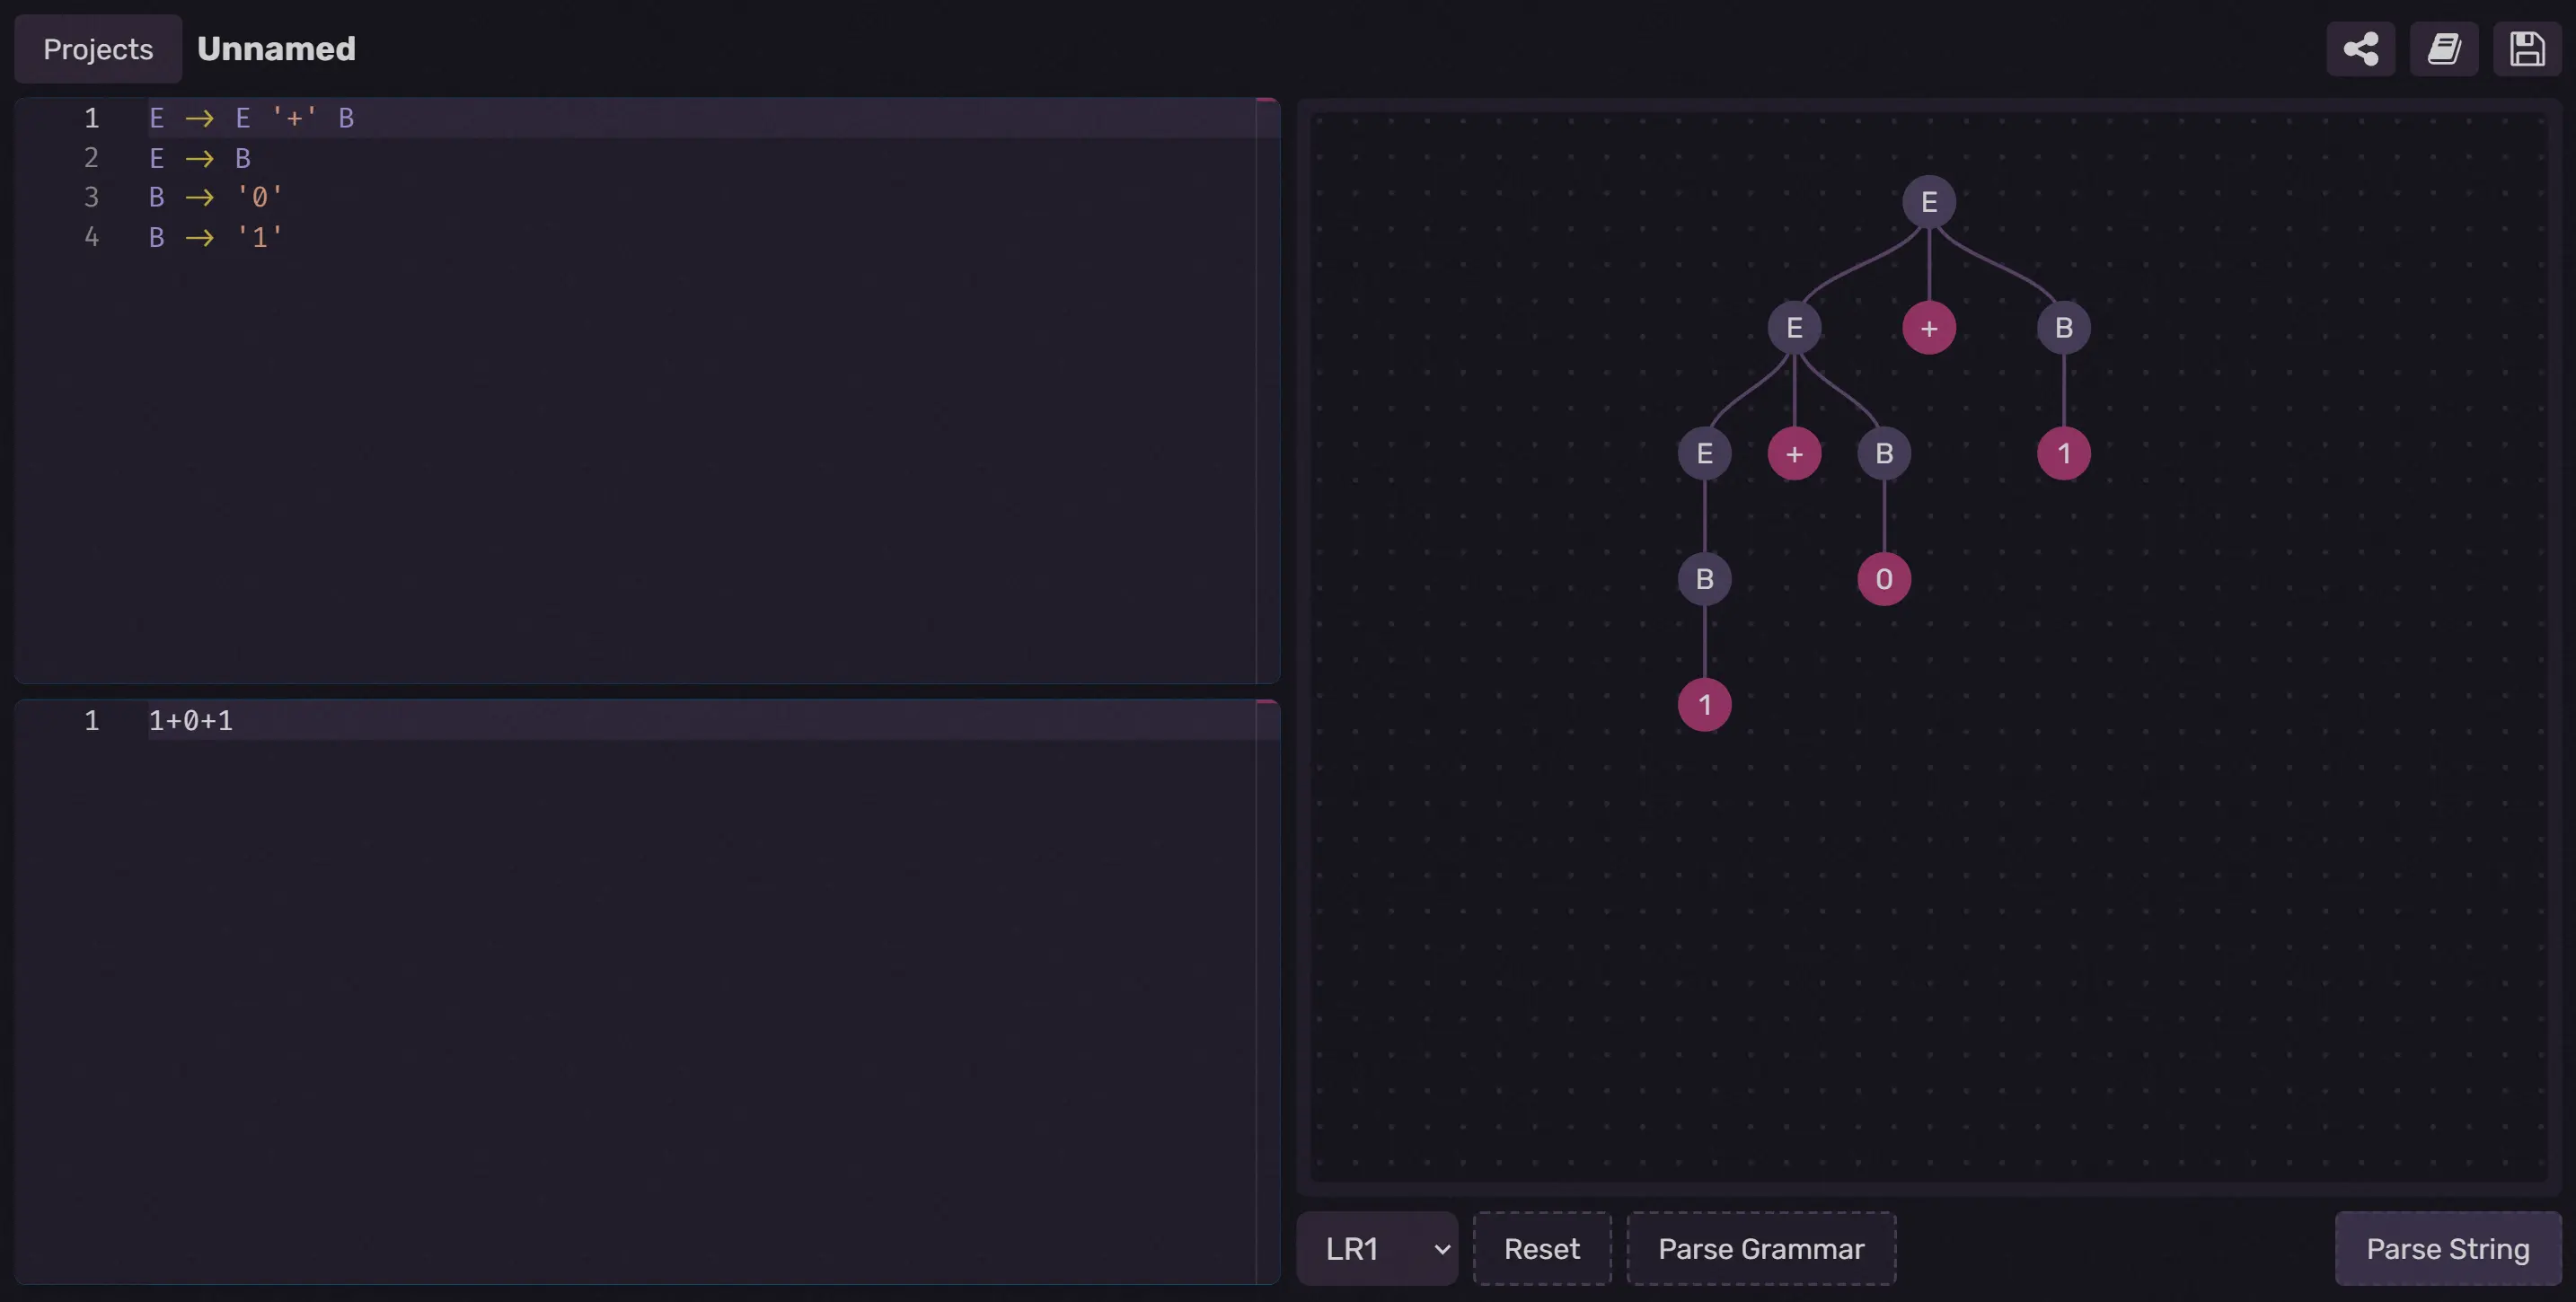 Projects Unnamed
1 E → E '+' B
2 E → B
3 B → '0'
4 B → '1'
1 1+0+1
E
E + B
E + B 1
B 0
1
LR1 Reset Parse Grammar Parse String